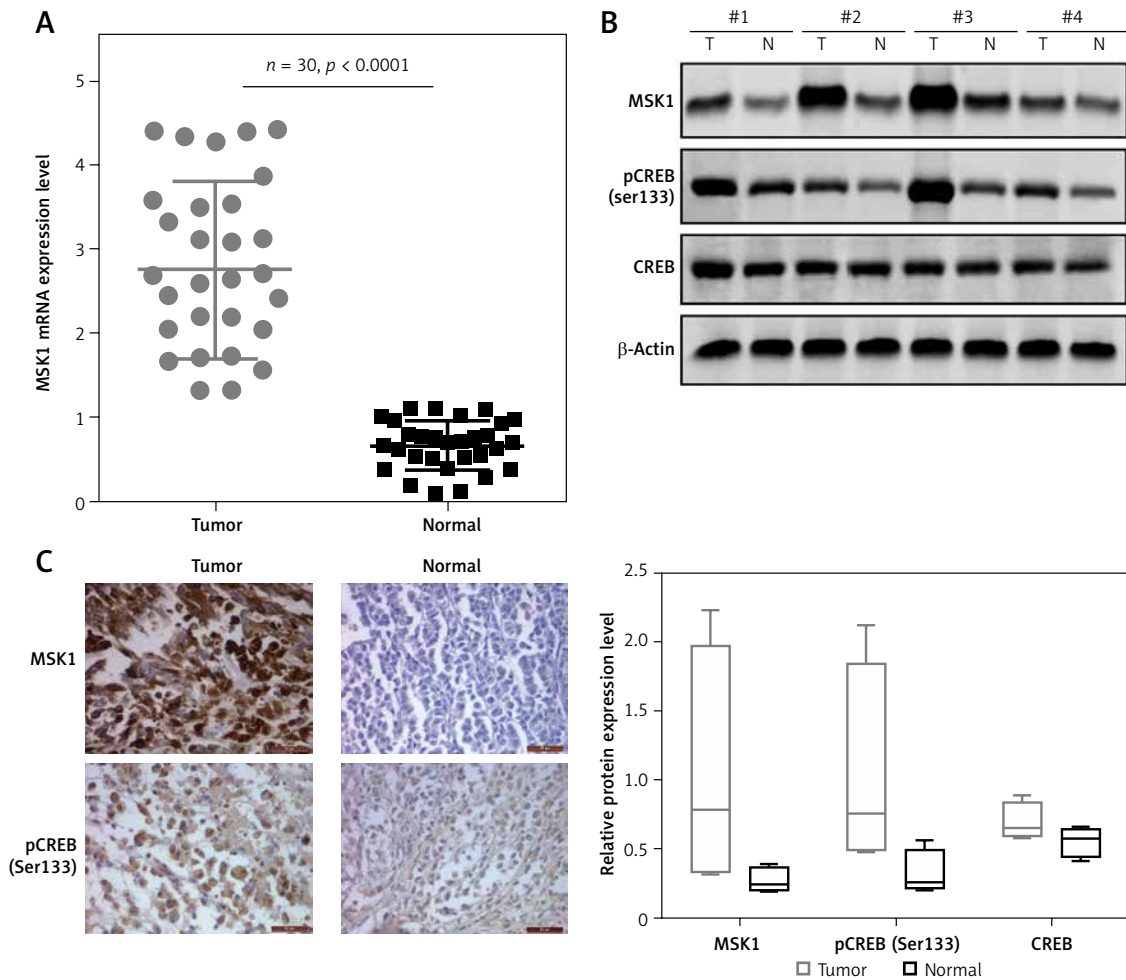 A
n = 30, p < 0.0001
MSK1 mRNA expression level
5
4
3
2
1
0
Tumor
Normal
B
#1 #2 #3 #4
T N T N T N T N
MSK1
pCREB
(ser133)
CREB
β-Actin
C
Tumor Normal
MSK1
pCREB
(Ser133)
Relative protein expression level
2.5
2.0
1.5
1.0
0.5
0
MSK1 pCREB (Ser133) CREB
Tumor Normal